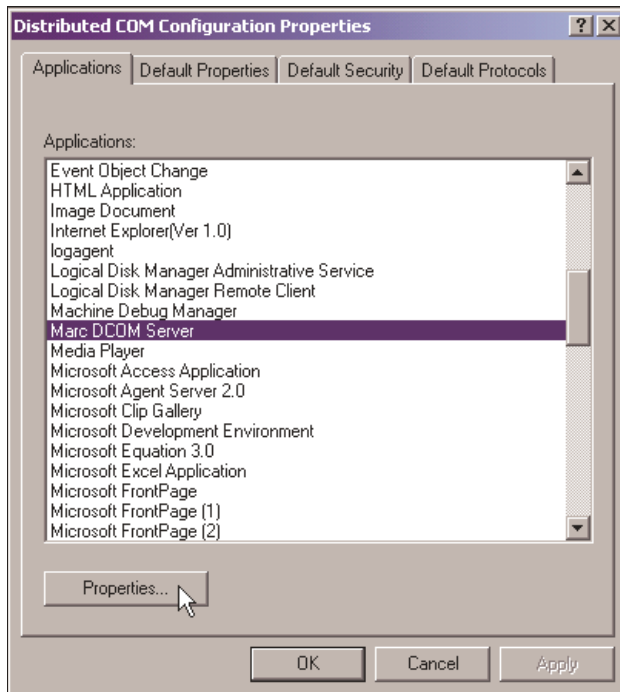 Distributed COM Configuration Properties
Applications Default Properties Default Security Default Protocols
Applications:
Event Object Change
HTML Application
Image Document
Internet Explorer(Ver 1.0)
logagent
Logical Disk Manager Administrative Service
Logical Disk Manager Remote Client
Machine Debug Manager
Marc DCOM Server
Media Player
Microsoft Access Application
Microsoft Agent Server 2.0
Microsoft Clip Gallery
Microsoft Development Environment
Microsoft Equation 3.0
Microsoft Excel Application
Microsoft FrontPage
Microsoft FrontPage (1)
Microsoft FrontPage (2)
Properties...
OK Cancel Apply